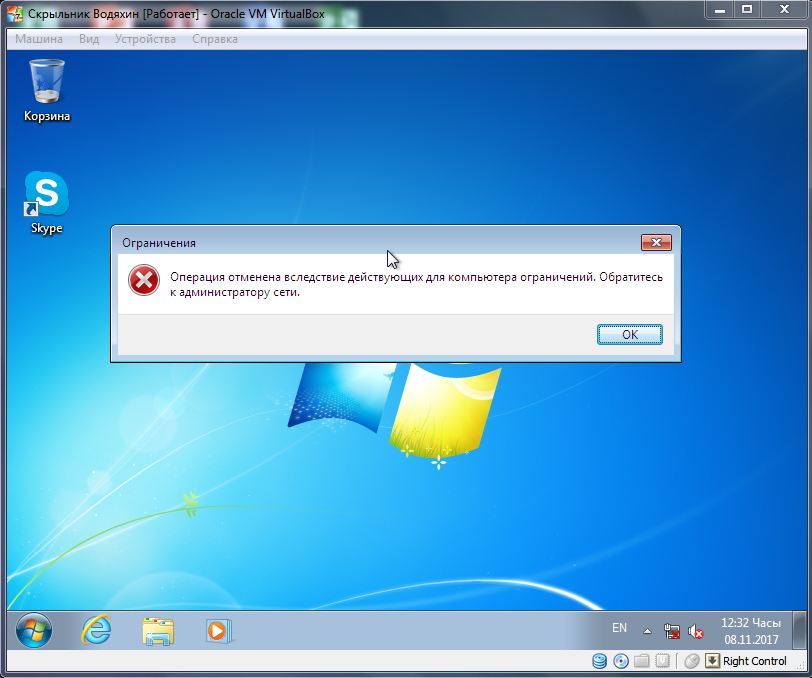 Скрыльник Водяхин [Работает] - Oracle VM VirtualBox
Машина Вид Устройства Справка
Корзина
S
Skype
Ограничения
Операция отменена вследствие действующих для компьютера ограничений. Обратитесь
к администратору сети.
OK
EN
12:32 Часы
08.11.2017
Right Control